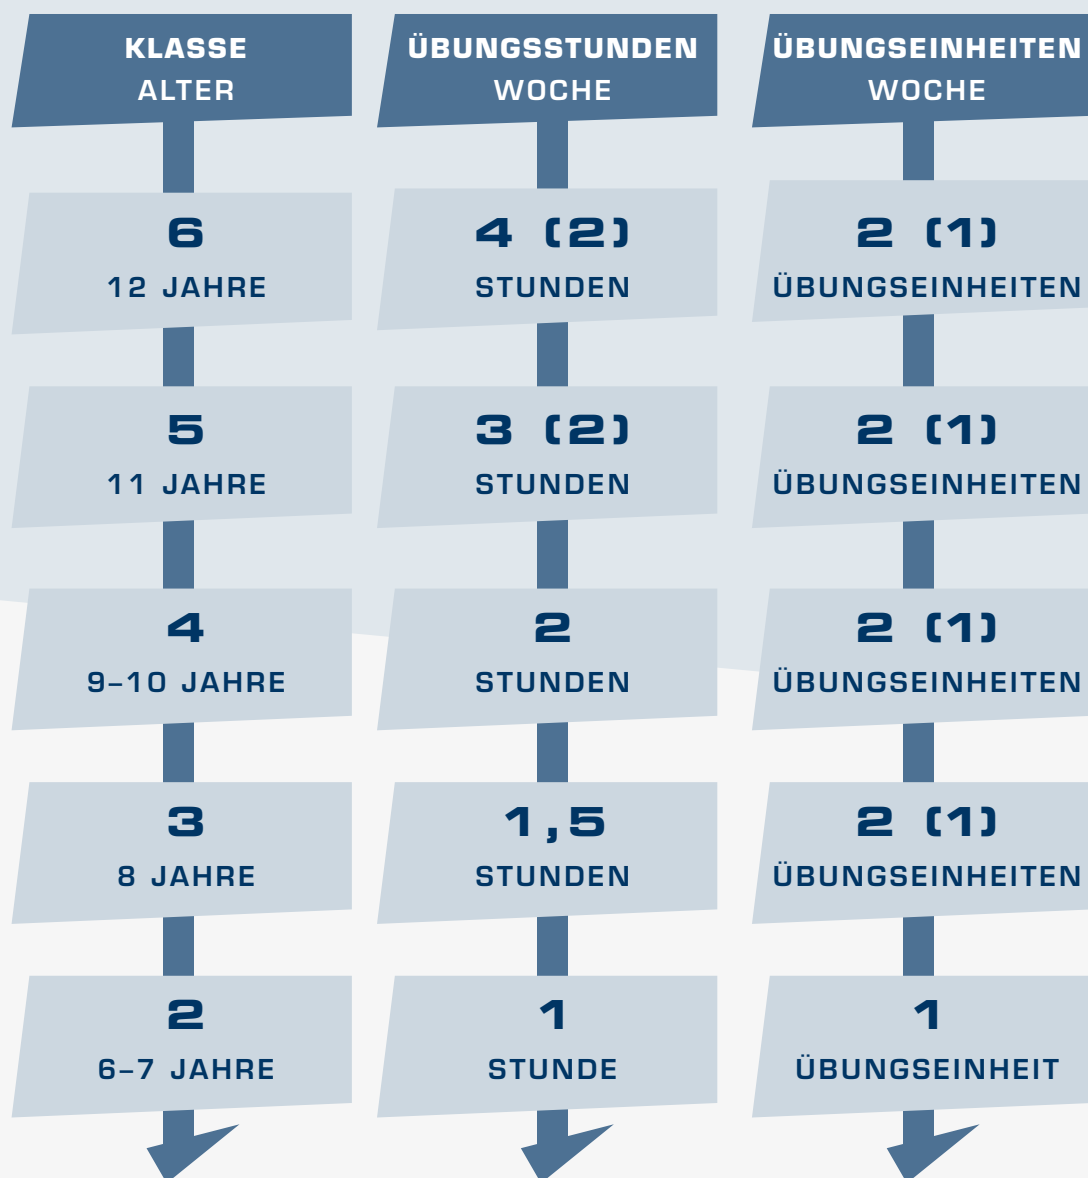 KLASSE
ALTER
ÜBUNGSSTUNDEN
WOCHE
ÜBUNGSEINHEITEN
WOCHE
6
12 JAHRE
4 (2)
STUNDEN
2 (1)
ÜBUNGSEINHEITEN
5
11 JAHRE
3 (2)
STUNDEN
2 (1)
ÜBUNGSEINHEITEN
4
9–10 JAHRE
2
STUNDEN
2 (1)
ÜBUNGSEINHEITEN
3
8 JAHRE
1,5
STUNDEN
2 (1)
ÜBUNGSEINHEITEN
2
6–7 JAHRE
1
STUNDE
1
ÜBUNGSEINHEIT